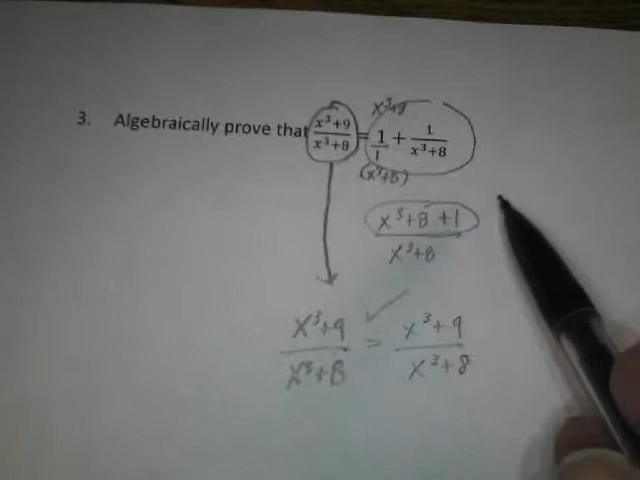 x³+9
3. Algebraically prove that x³+9/x³+8 = 1/1 + 1/x³+8
(x³+8)
x³+8+1
x³+8
x³+9 = x³+9
x³+8 x³+8